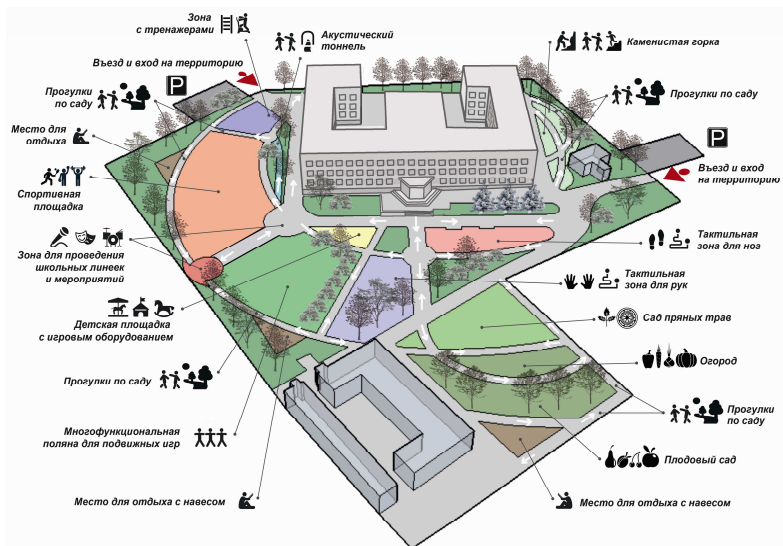 Зона
с тренажерами
Акустический
тоннель
Каменистая горка
Въезд и вход на территорию
P
Прогулки
по саду
Прогулки
по саду
Место для
отдыха
P
Въезд и вход
на территорию
Спортивная
площадка
Тактильная
зона для ног
Зона для проведения
школьных линеек
и мероприятий
Тактильная
зона для рук
Детская площадка
с игровым оборудованием
Сад пряных трав
Огород
Прогулки по саду
Прогулки
по саду
Многофункциональная
поляна для подвижных игр
Плодовый сад
Место для отдыха с навесом
Место для отдыха с навесом